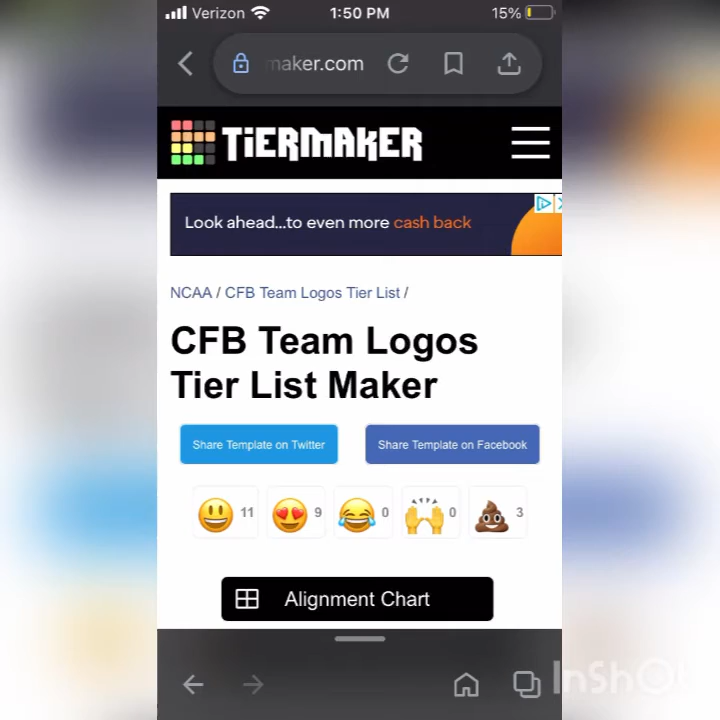 Verizon 1:50 PM 15%
maker.com
TiERMAKER
Look ahead...to even more cash back
NCAA / CFB Team Logos Tier List /
CFB Team Logos
Tier List Maker
Share Template on Twitter Share Template on Facebook
11 9 0 0 3
Alignment Chart
InShOt